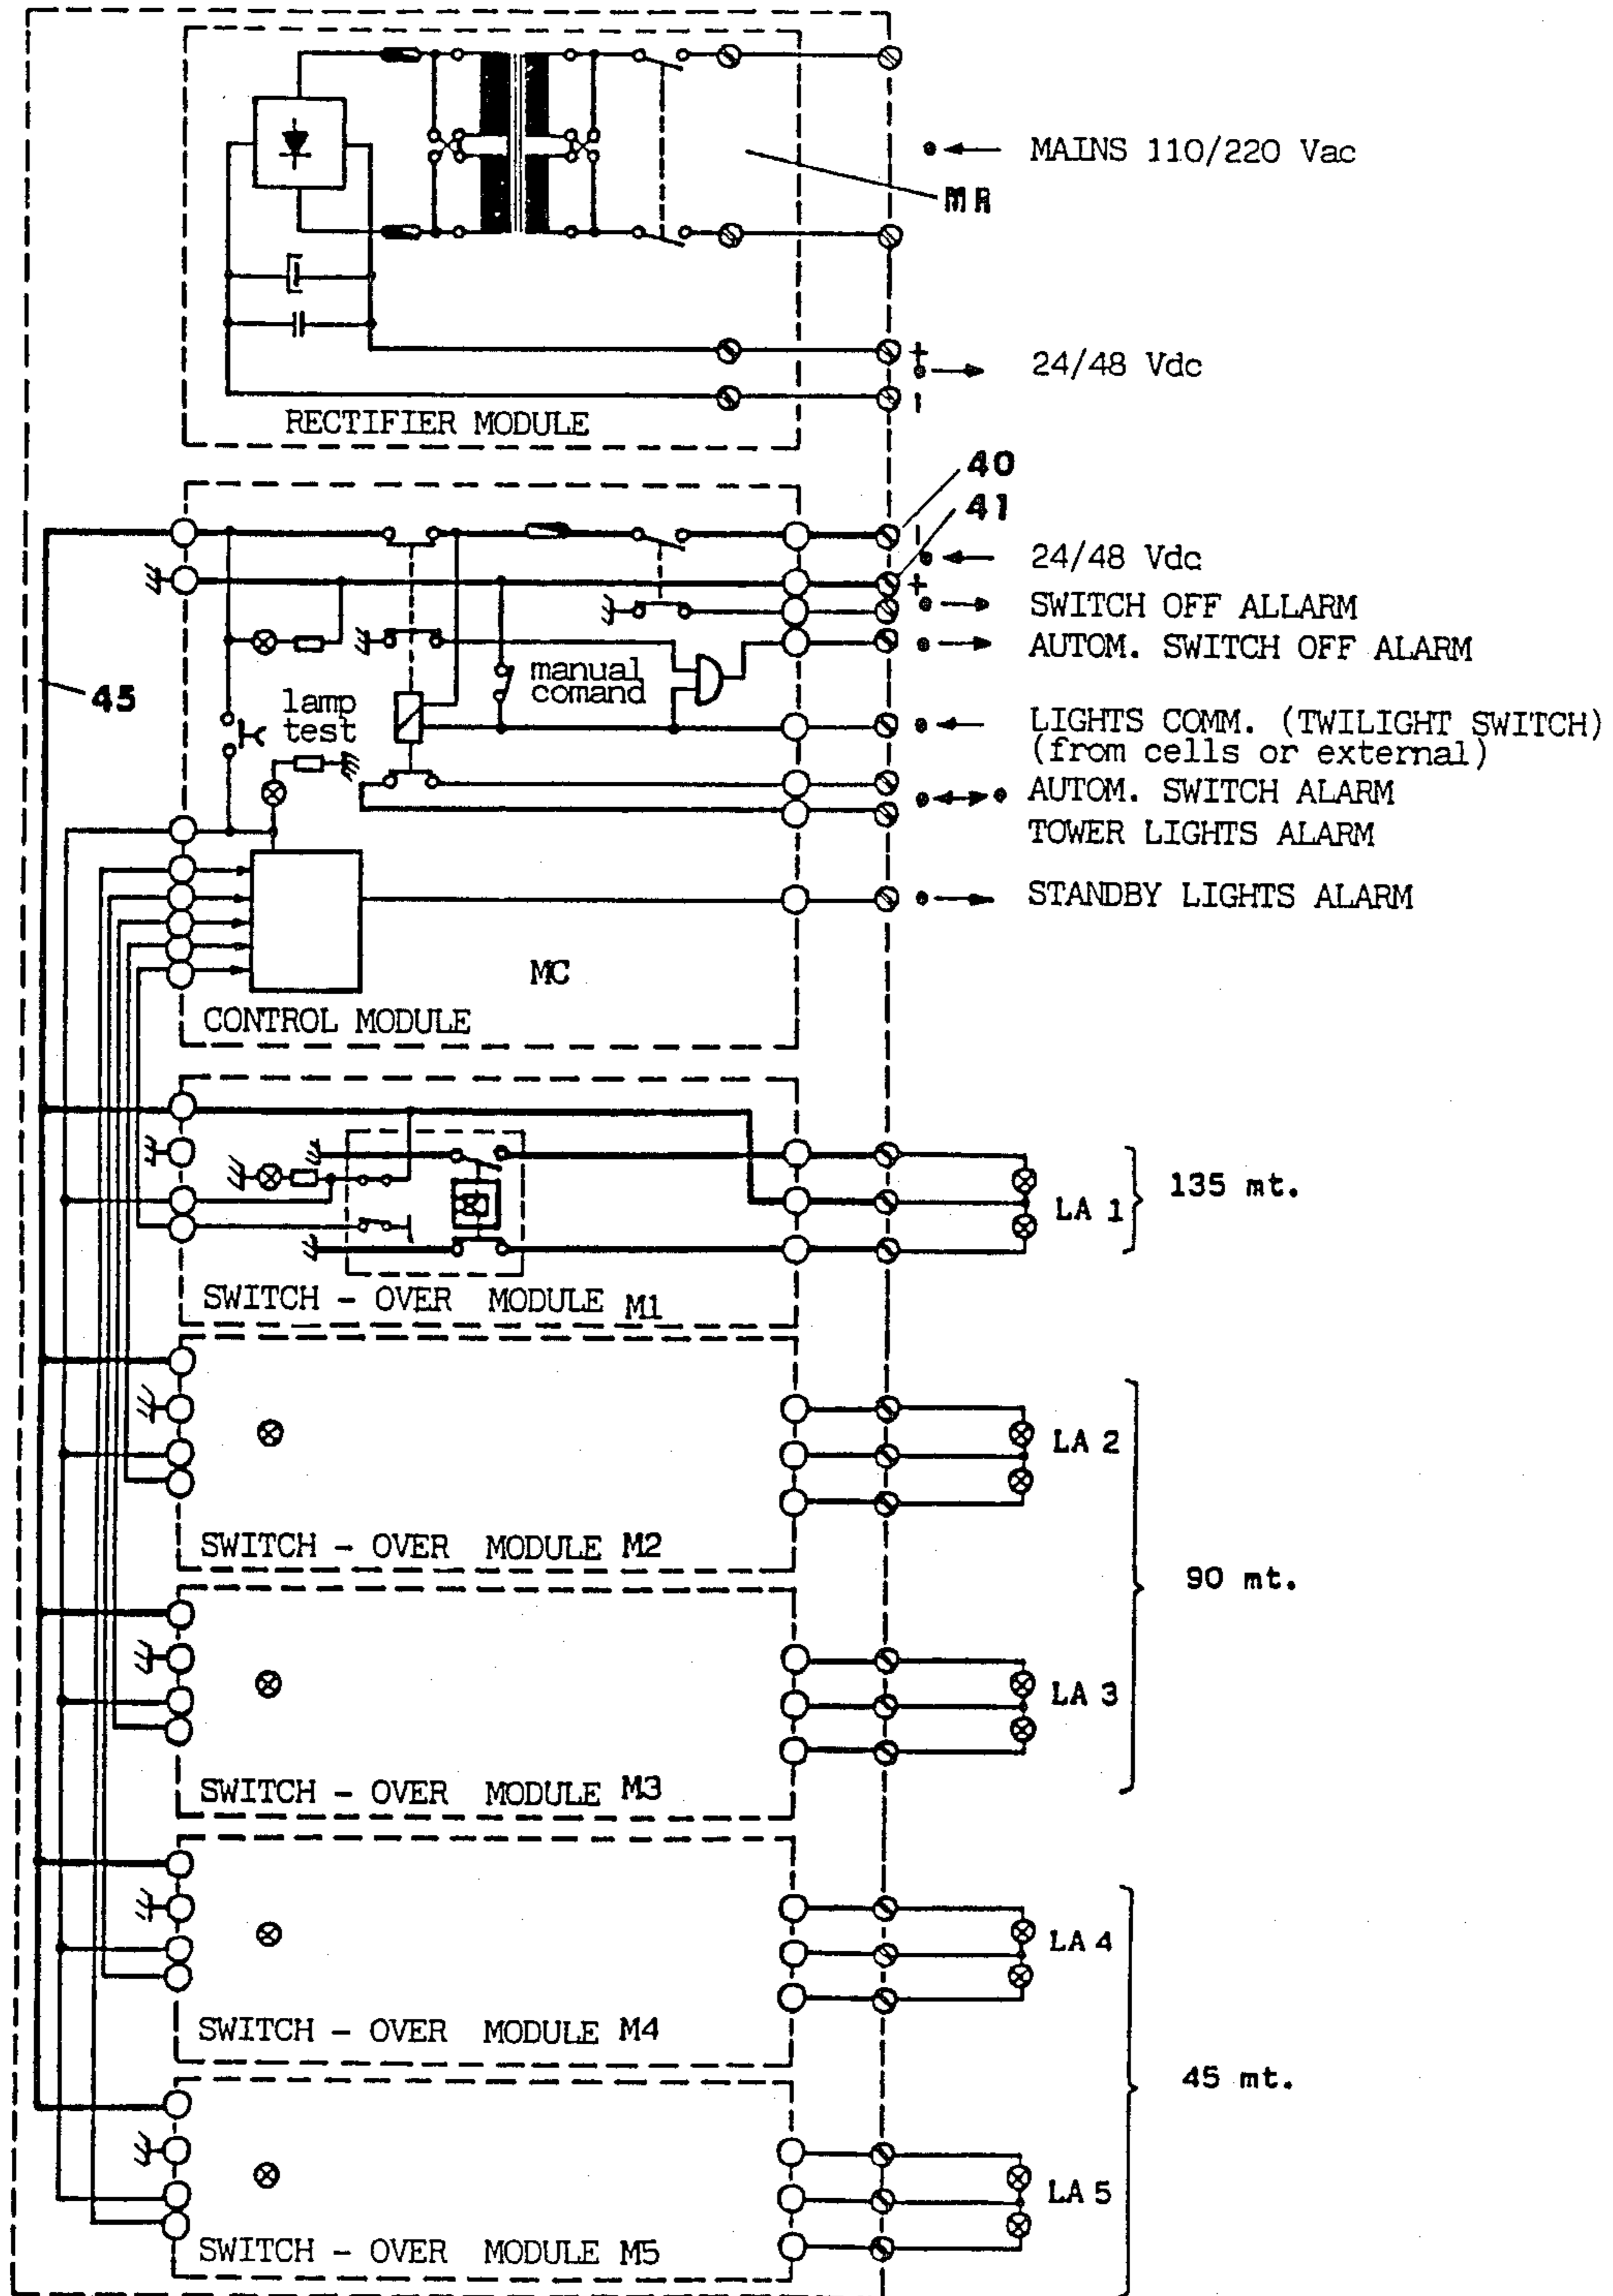 MAINS 110/220 Vac
MR
+
24/48 Vdc
-
RECTIFIER MODULE
40
41
-
24/48 Vdc
+
SWITCH OFF ALLARM
AUTOM. SWITCH OFF ALARM
manual
comand
45
lamp
test
LIGHTS COMM. (TWILIGHT SWITCH)
(from cells or external)
AUTOM. SWITCH ALARM
TOWER LIGHTS ALARM
STANDBY LIGHTS ALARM
MC
CONTROL MODULE
135 mt.
LA 1
SWITCH - OVER MODULE M1
LA 2
SWITCH - OVER MODULE M2
90 mt.
LA 3
SWITCH - OVER MODULE M3
LA 4
SWITCH - OVER MODULE M4
45 mt.
LA 5
SWITCH - OVER MODULE M5